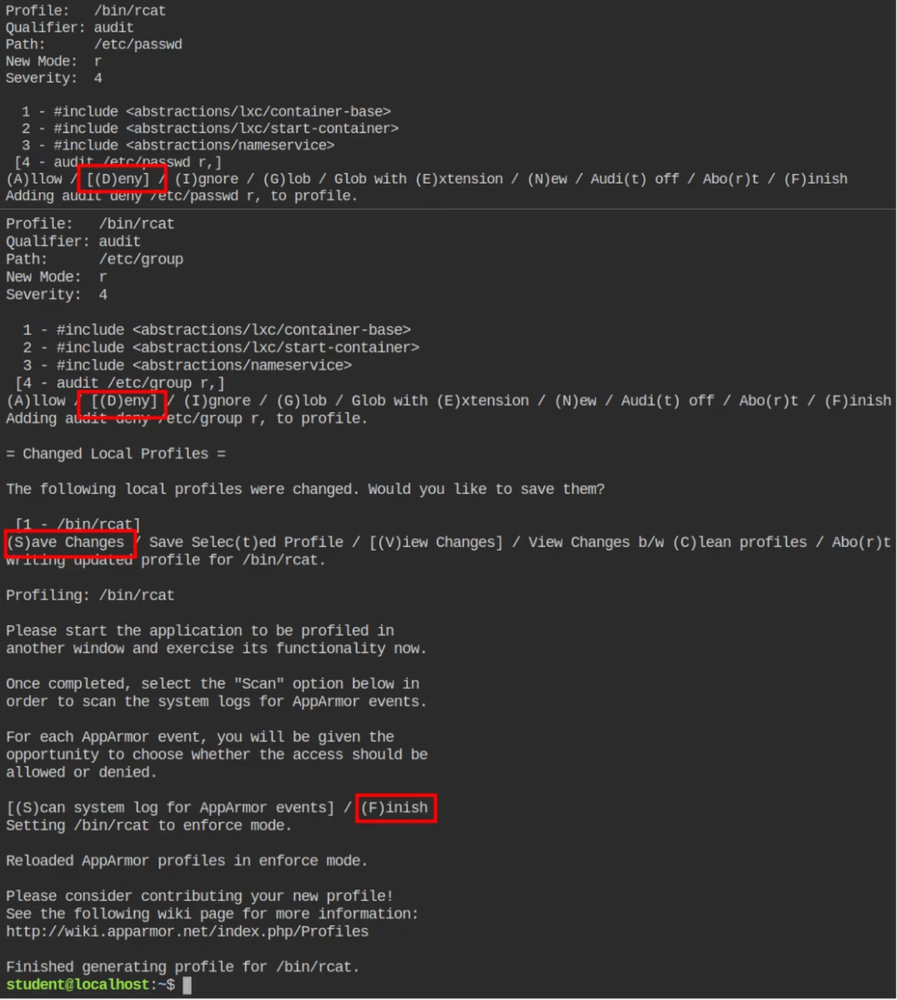 Profile:   /bin/rcat
Qualifier: audit
Path:      /etc/passwd
New Mode:  r
Severity:  4
1 - #include <abstractions/lxc/container-base>
2 - #include <abstractions/lxc/start-container>
3 - #include <abstractions/nameservice>
[4 - audit /etc/passwd r,]
(A)llow / [(D)eny] / (I)gnore / (G)lob / Glob with (E)xtension / (N)ew / Audi(t) off / Abo(r)t / (F)inish
Adding audit deny /etc/passwd r, to profile.
Profile:   /bin/rcat
Qualifier: audit
Path:      /etc/group
New Mode:  r
Severity:  4
1 - #include <abstractions/lxc/container-base>
2 - #include <abstractions/lxc/start-container>
3 - #include <abstractions/nameservice>
[4 - audit /etc/group r,]
(A)llow / [(D)eny] / (I)gnore / (G)lob / Glob with (E)xtension / (N)ew / Audi(t) off / Abo(r)t / (F)inish
Adding audit deny /etc/group r, to profile.
= Changed Local Profiles =
The following local profiles were changed. Would you like to save them?
[1 - /bin/rcat]
(S)ave Changes / Save Selec(t)ed Profile / [(V)iew Changes] / View Changes b/w (C)lean profiles / Abo(r)t
Writing updated profile for /bin/rcat.
Profiling: /bin/rcat
Please start the application to be profiled in
another window and exercise its functionality now.
Once completed, select the "Scan" option below in
order to scan the system logs for AppArmor events.
For each AppArmor event, you will be given the
opportunity to choose whether the access should be
allowed or denied.
[(S)can system log for AppArmor events] / (F)inish
Setting /bin/rcat to enforce mode.
Reloaded AppArmor profiles in enforce mode.
Please consider contributing your new profile!
See the following wiki page for more information:
http://wiki.apparmor.net/index.php/Profiles
Finished generating profile for /bin/rcat.
student@localhost:~$